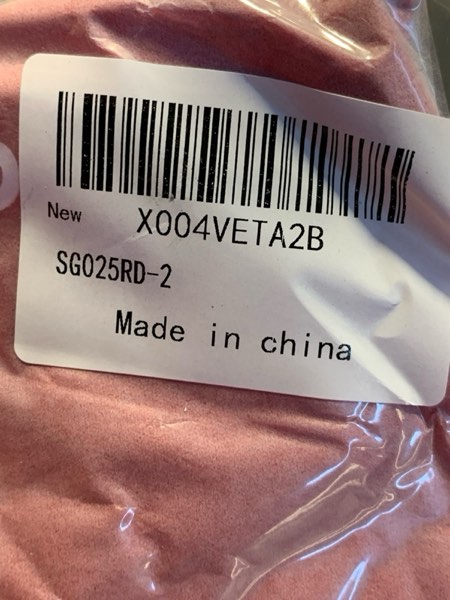 X004VETA2B
New
SG025RD-2
Made in china